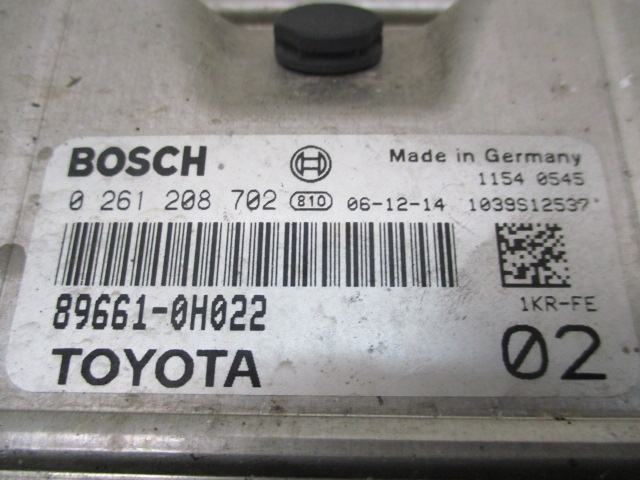 BOSCH
Made in Germany
1154 0545
0 261 208 702 810 06-12-14 1039S12537
89661-0H022
1KR-FE
TOYOTA
02